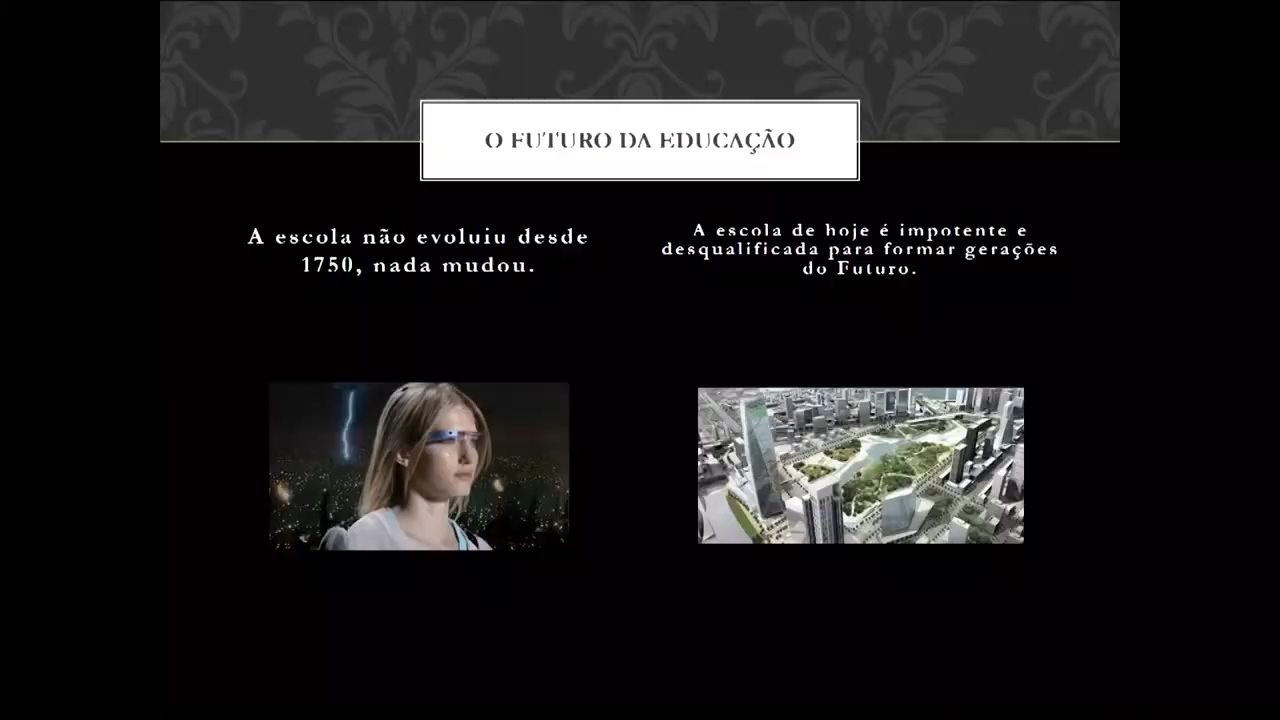 O FUTURO DA EDUCAÇÃO
A escola não evoluiu desde
1750, nada mudou.
A escola de hoje é impotente e
desqualificada para formar gerações
do Futuro.